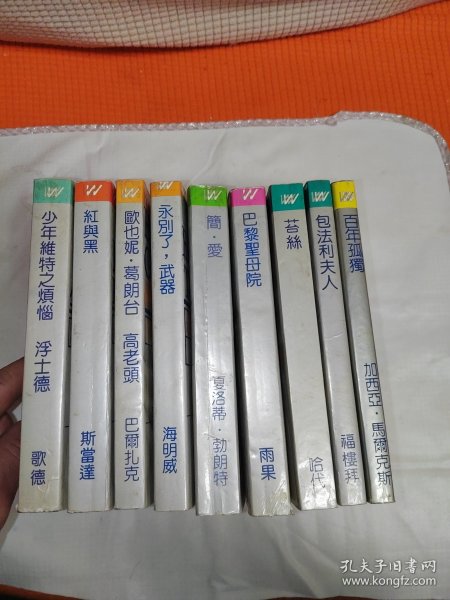 少年維特之煩惱 浮士德 歌德
紅與黑 斯當達
歐也妮·葛朗台 高老頭 巴爾扎克
永別了，武器 海明威
簡·愛 夏洛蒂·勃朗特
巴黎聖母院 雨果
苔絲 哈代
包法利夫人 福樓拜
百年孤獨 加西亞·馬爾克斯
孔夫子旧书网
www.kongfz.com